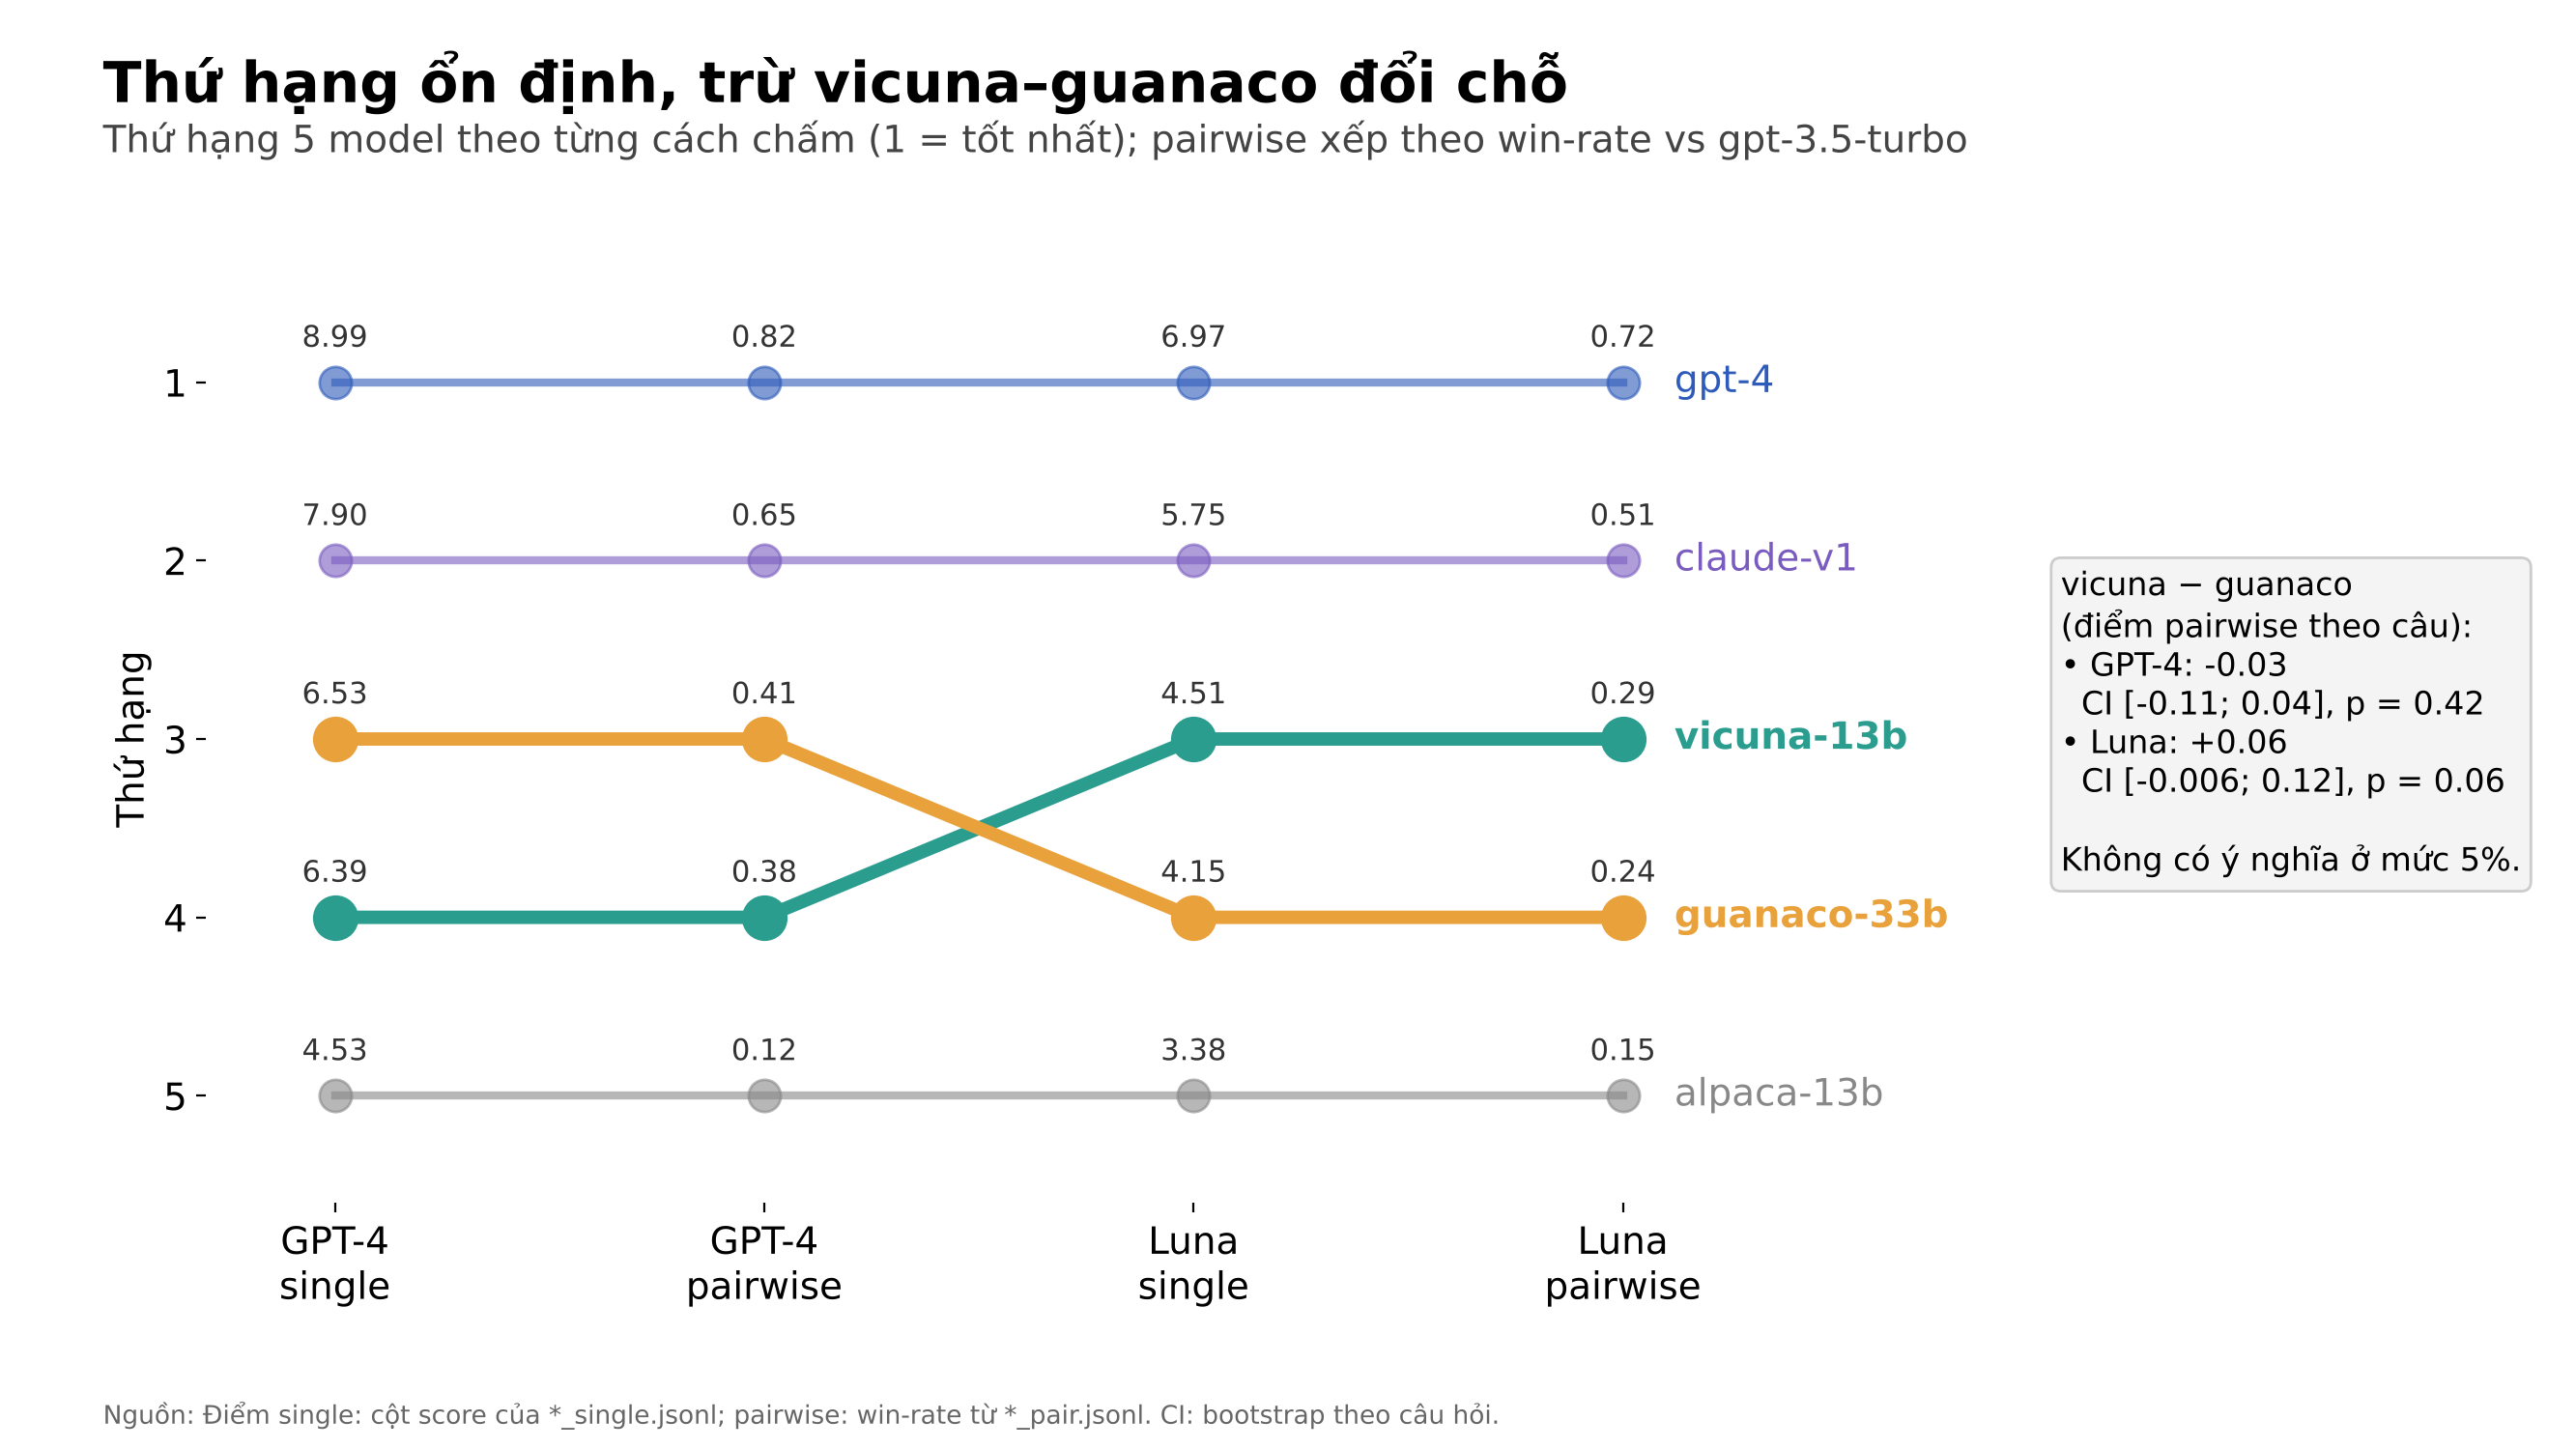 Thứ hạng ổn định, trừ vicuna–guanaco đổi chỗ
Thứ hạng 5 model theo từng cách chấm (1 = tốt nhất); pairwise xếp theo win-rate vs gpt-3.5-turbo
Thứ hạng
8.99 0.82 6.97 0.72
1 gpt-4
7.90 0.65 5.75 0.51
2 claude-v1
6.53 0.41 4.51 0.29
3 vicuna-13b
6.39 0.38 4.15 0.24
4 guanaco-33b
4.53 0.12 3.38 0.15
5 alpaca-13b
GPT-4 GPT-4 Luna Luna
single pairwise single pairwise
vicuna − guanaco
(điểm pairwise theo câu):
• GPT-4: -0.03
CI [-0.11; 0.04], p = 0.42
• Luna: +0.06
CI [-0.006; 0.12], p = 0.06
Không có ý nghĩa ở mức 5%.
Nguồn: Điểm single: cột score của *_single.jsonl; pairwise: win-rate từ *_pair.jsonl. CI: bootstrap theo câu hỏi.